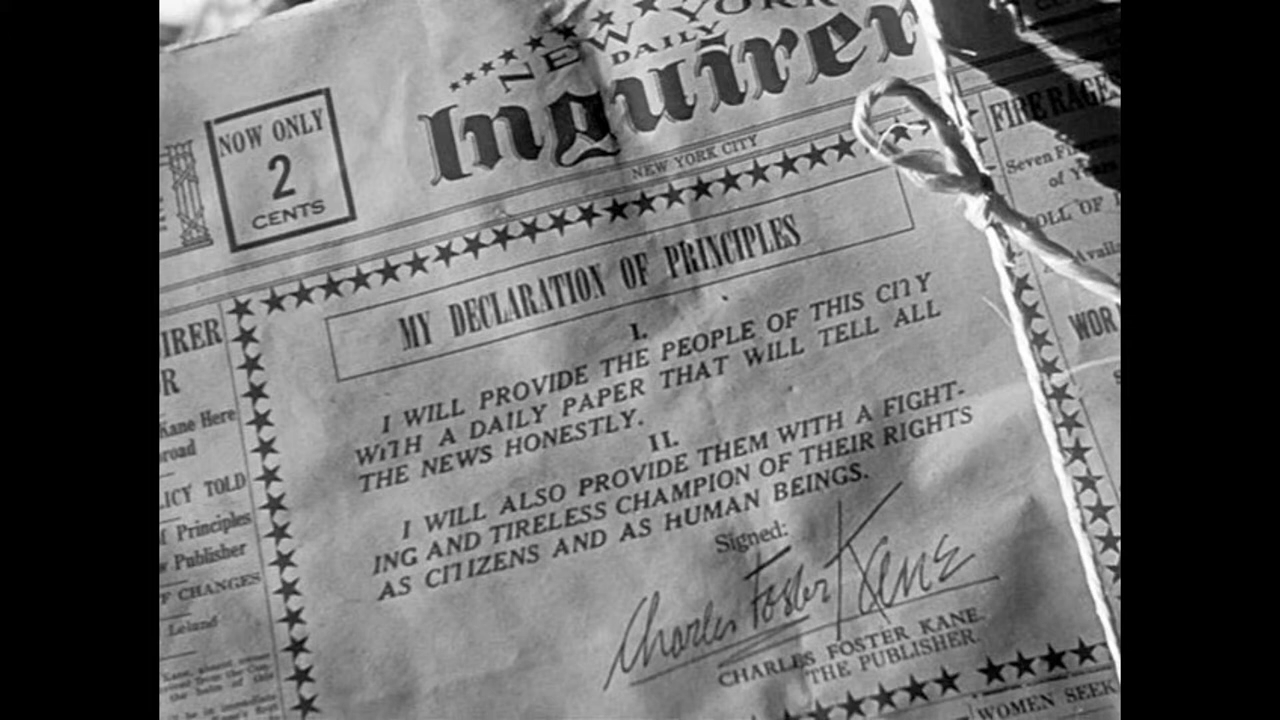 NEW YORK
DAILY
Inquirer
NOW ONLY
2
CENTS
NEW YORK CITY
MY DECLARATION OF PRINCIPLES
I.
I WILL PROVIDE THE PEOPLE OF THIS CITY
WITH A DAILY PAPER THAT WILL TELL ALL
THE NEWS HONESTLY.
II.
I WILL ALSO PROVIDE THEM WITH A FIGHT-
ING AND TIRELESS CHAMPION OF THEIR RIGHTS
AS CITIZENS AND AS HUMAN BEINGS.
Signed:
Charles Foster Kane
CHARLES FOSTER KANE.
THE PUBLISHER.
IRER
R
Kane Here
road
ICY TOLD
Principles
Publisher
F CHANGES
Leland
FIRE RAGE
Seven
of
OLL OF
Avail
WOR
WOMEN SEEK